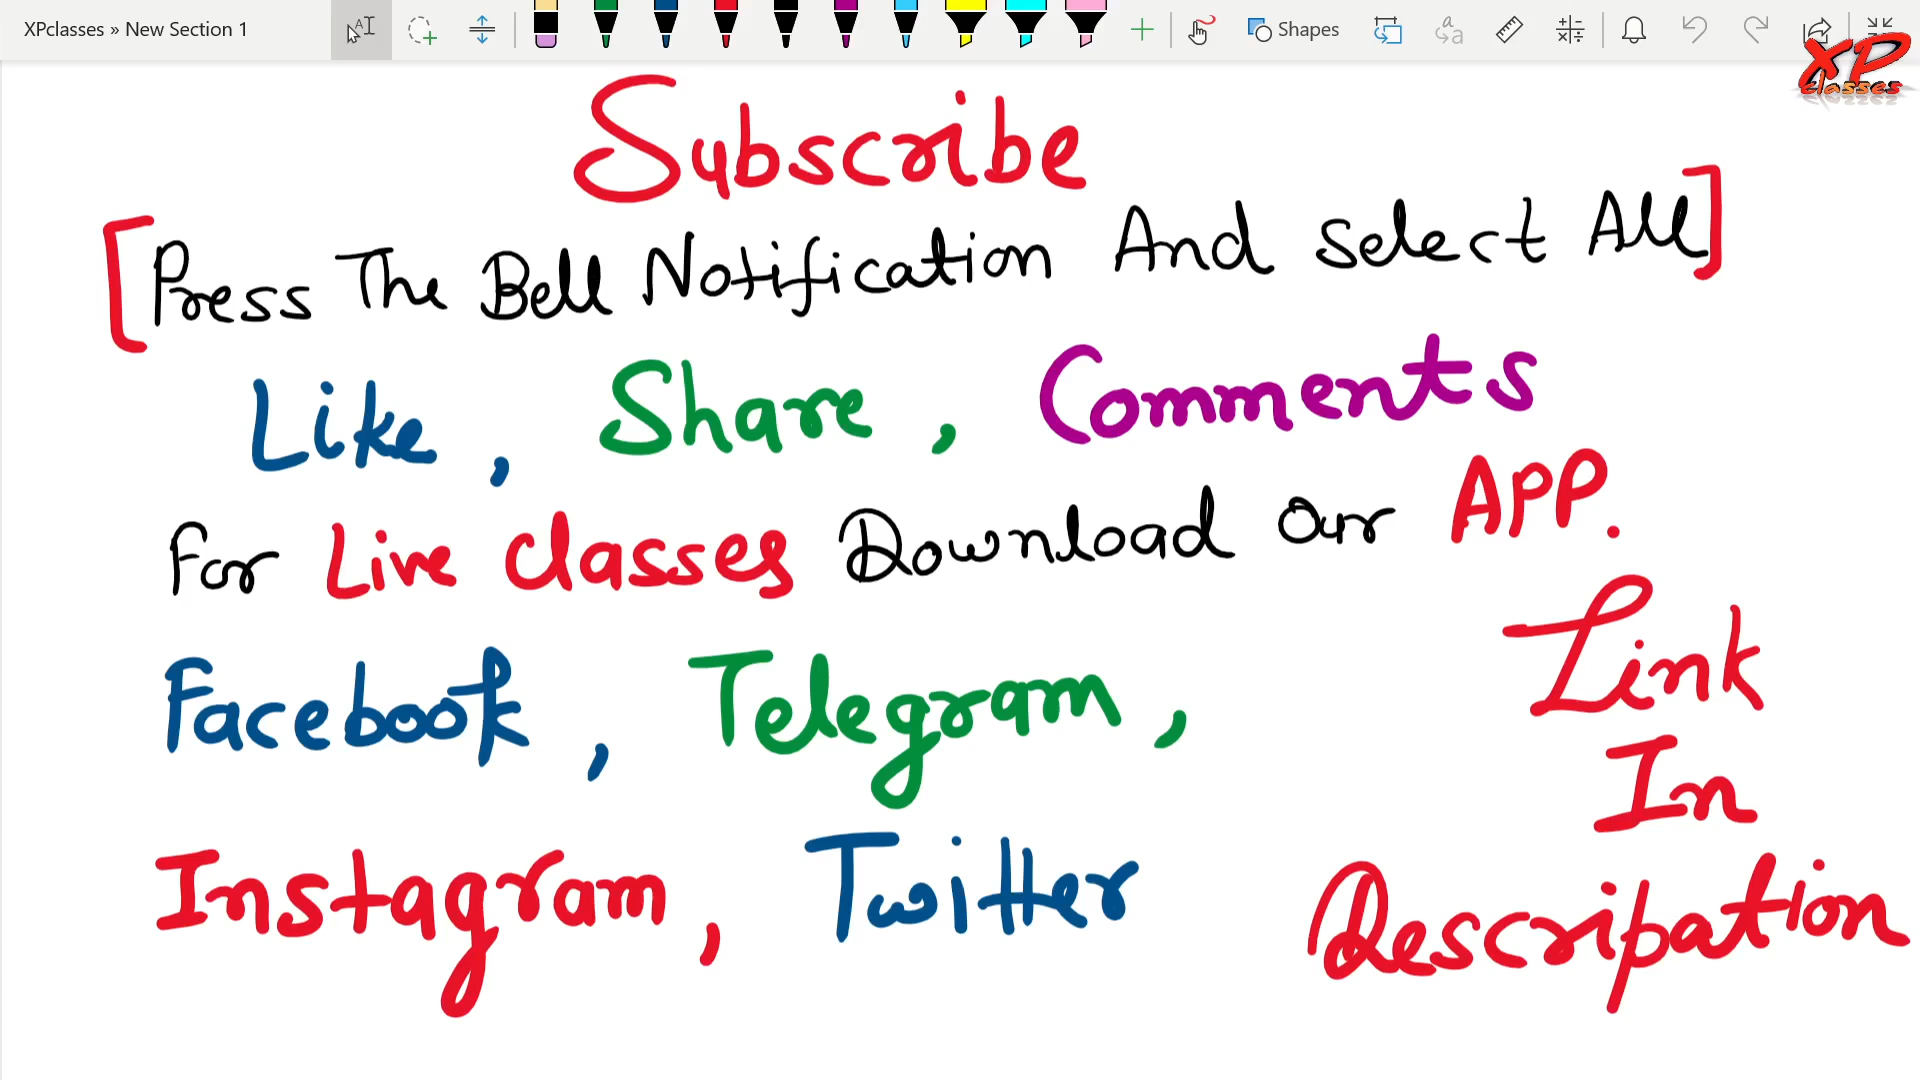 XPclasses » New Section 1
Shapes
XP
classes
Subscribe
[Press The Bell Notification And Select All]
Like, Share, Comments
For Live classes Download Our APP.
Facebook, Telegram,
Instagram, Twitter
Link
In
Descripation